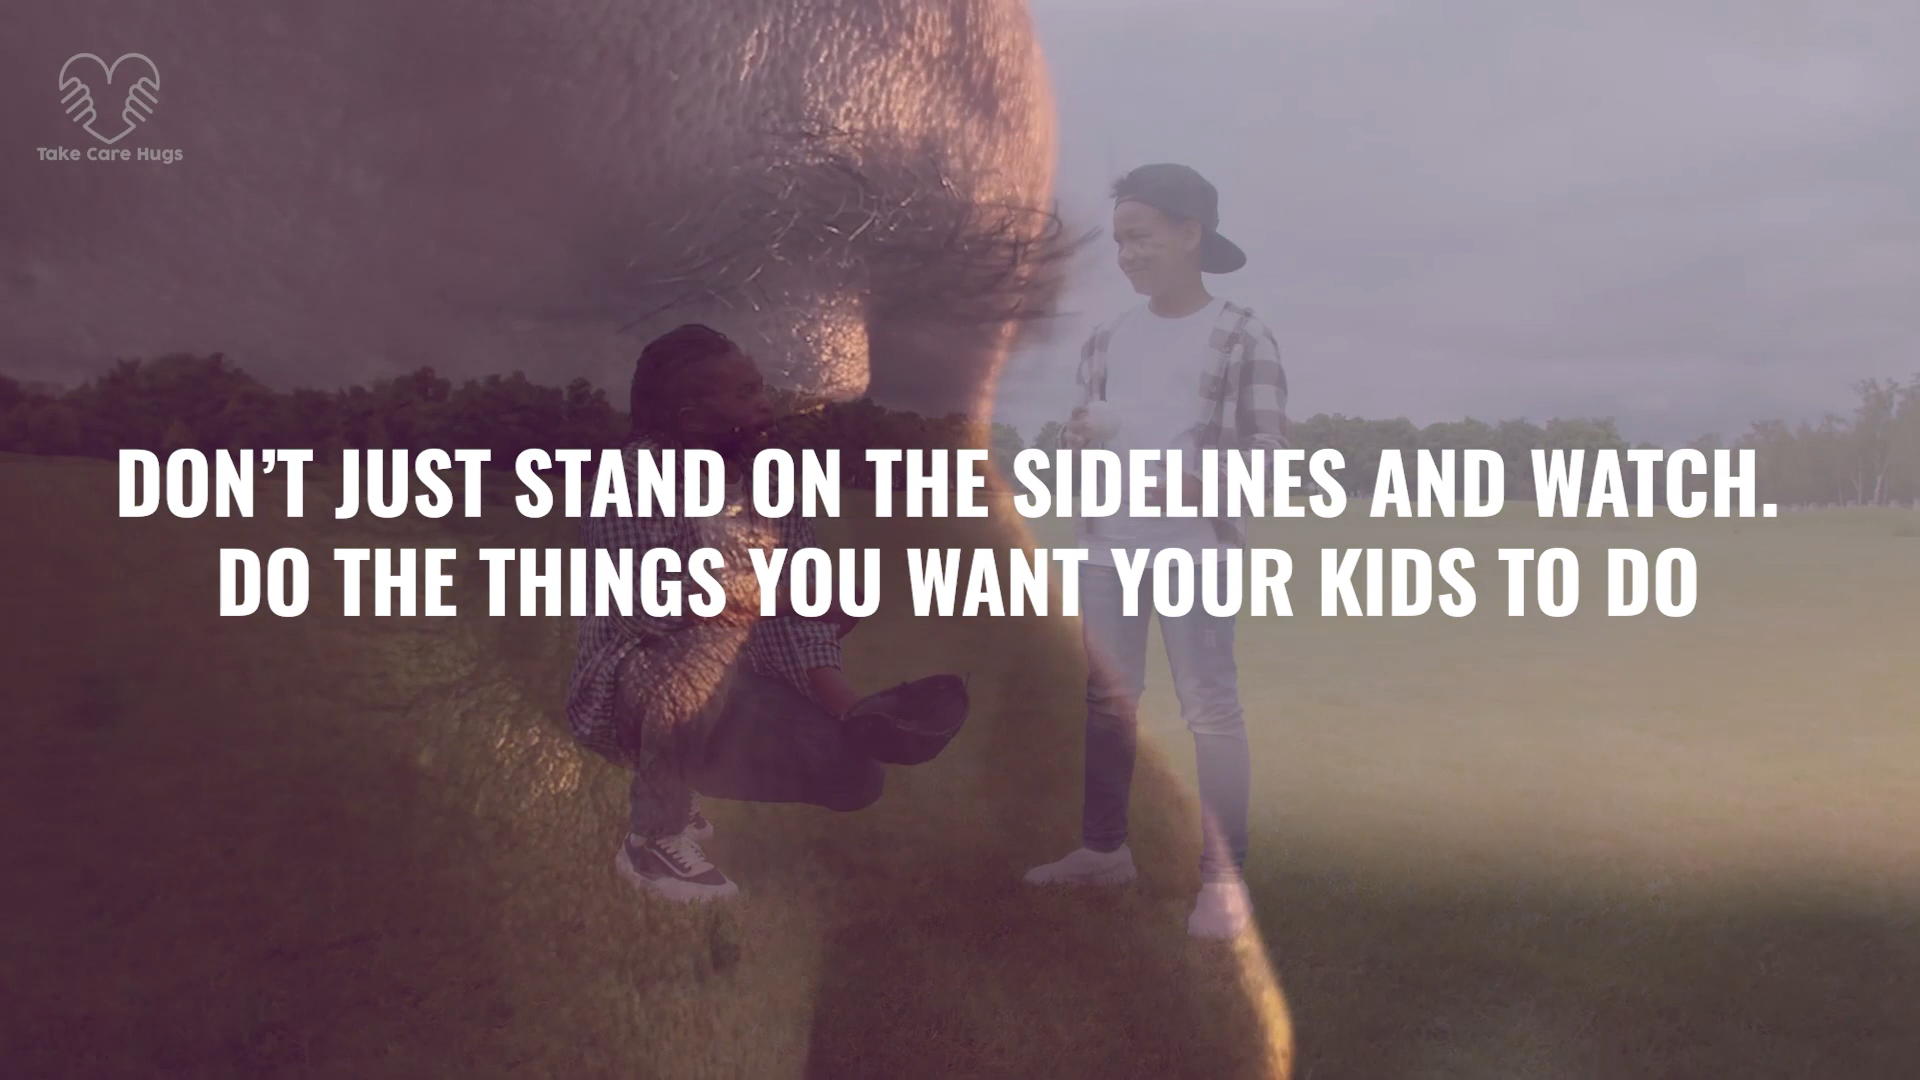 Take Care Hugs
DON’T JUST STAND ON THE SIDELINES AND WATCH.
DO THE THINGS YOU WANT YOUR KIDS TO DO